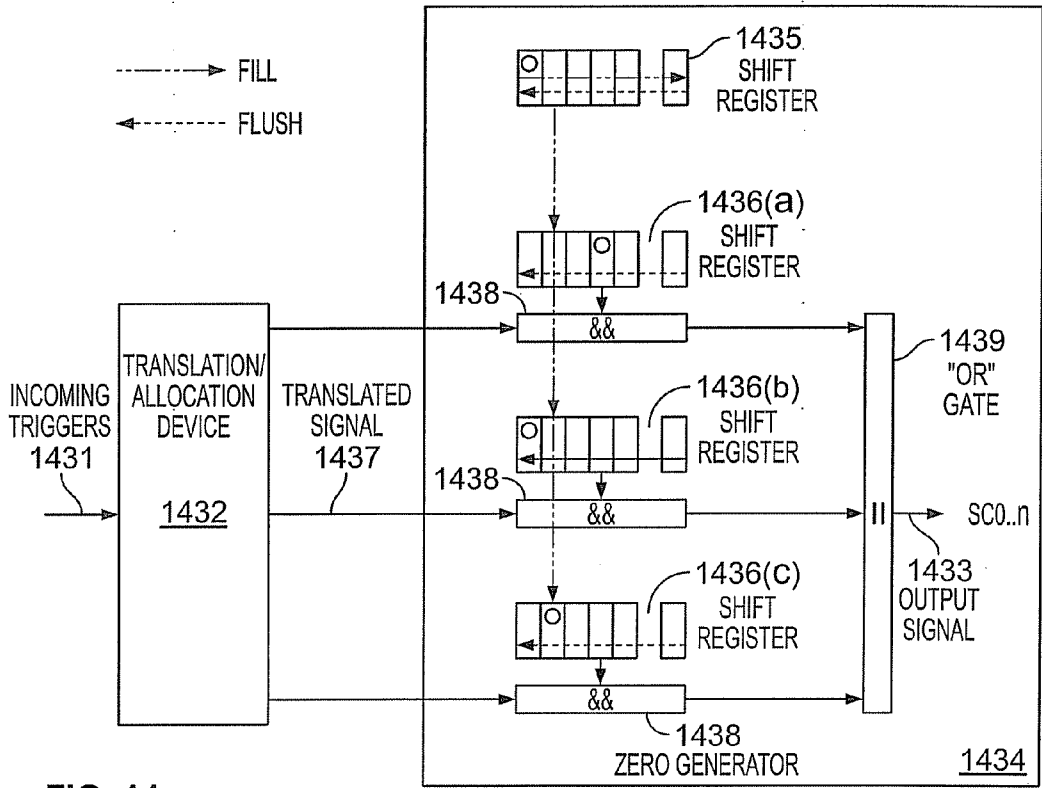 FILL
FLUSH
1435
SHIFT
REGISTER
1436(a)
SHIFT
REGISTER
1438
&&
TRANSLATION/
ALLOCATION
DEVICE
1432
INCOMING
TRIGGERS
1431
TRANSLATED
SIGNAL
1437
1439
"OR"
GATE
1436(b)
SHIFT
REGISTER
1438
&&
||
SC0..n
1433
OUTPUT
SIGNAL
1436(c)
SHIFT
REGISTER
&&
1438
ZERO GENERATOR
1434